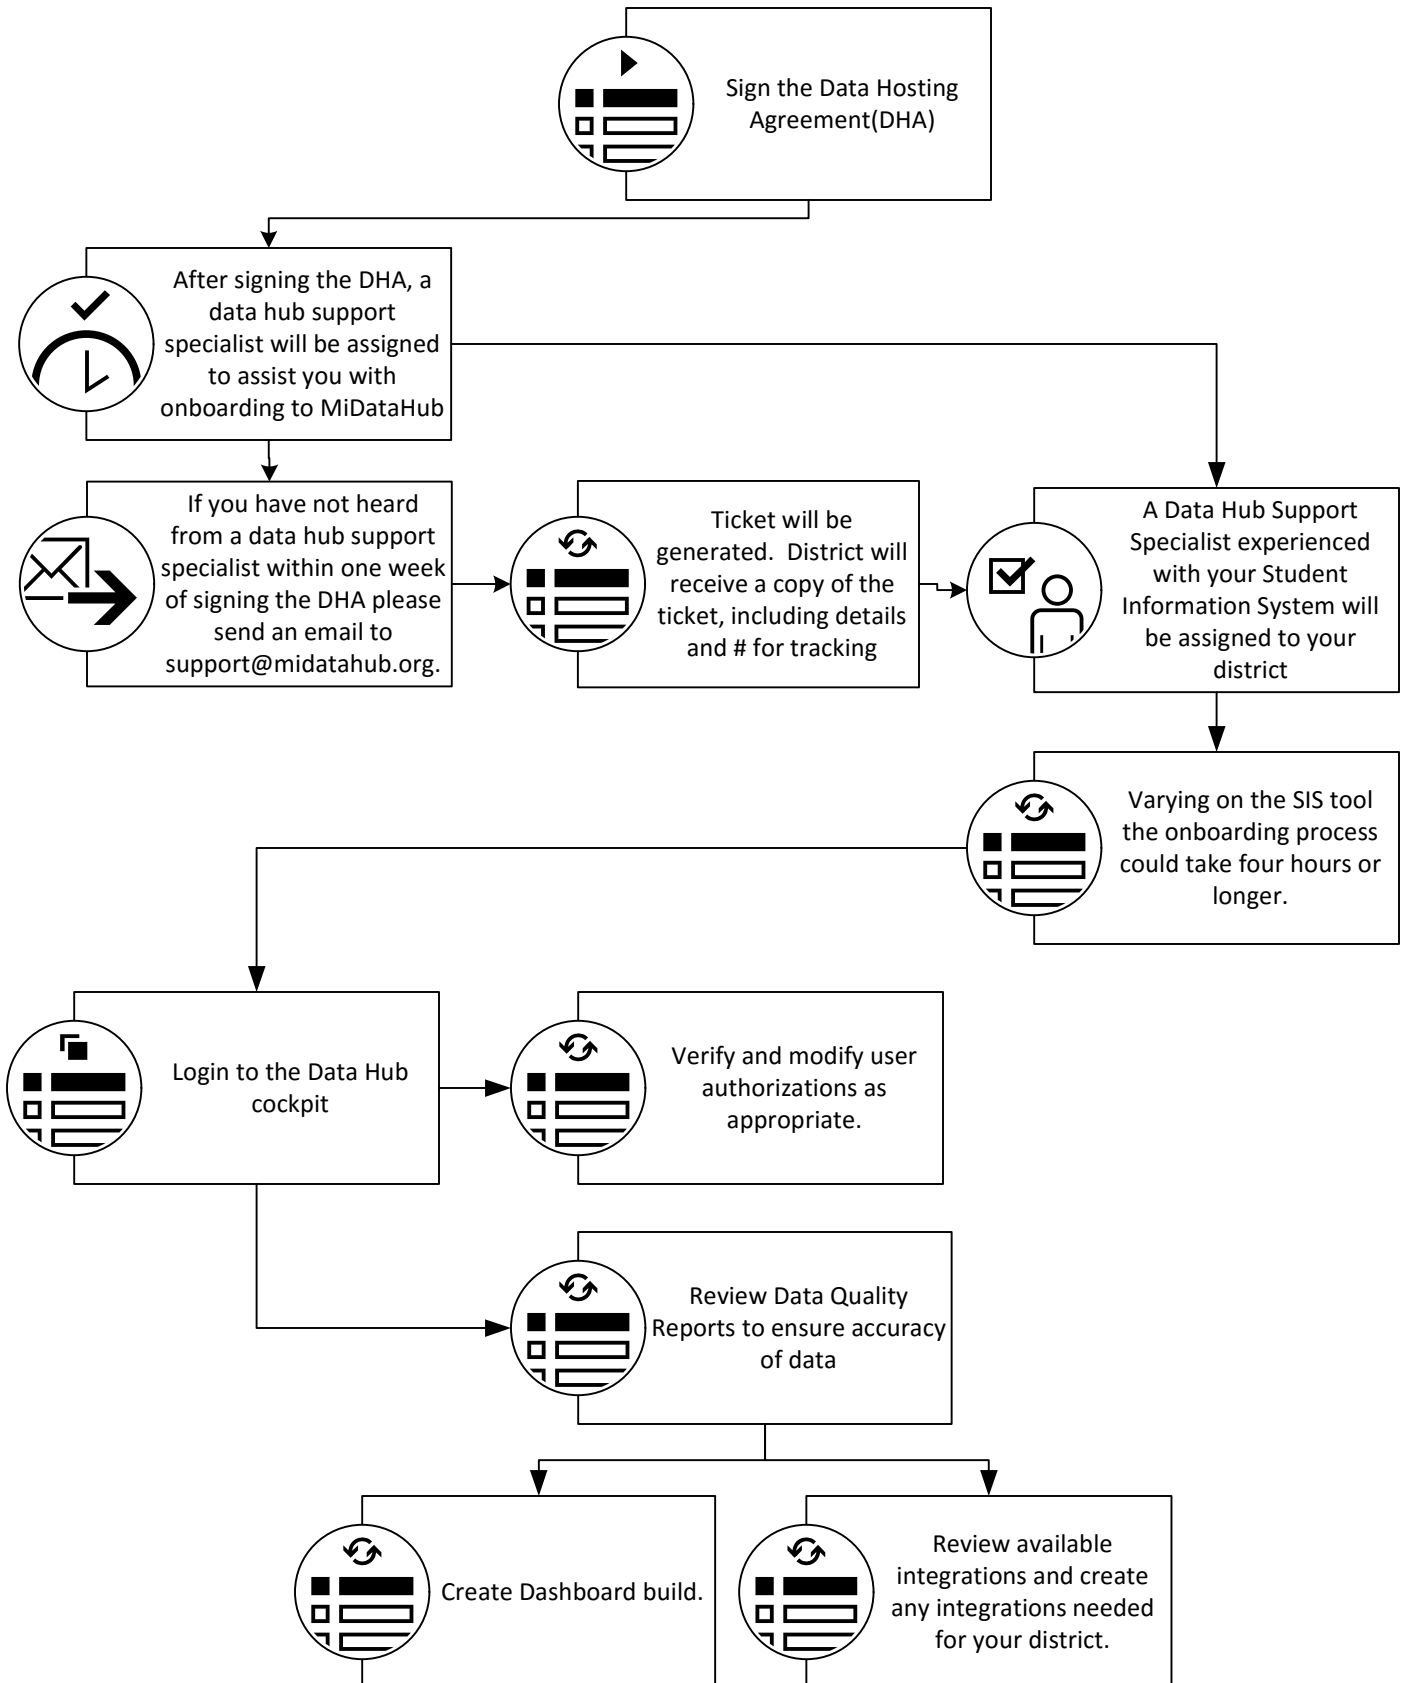 Sign the Data Hosting
Agreement(DHA)
After signing the DHA, a
data hub support
specialist will be assigned
to assist you with
onboarding to MiDataHub
If you have not heard
from a data hub support
specialist within one week
of signing the DHA please
send an email to
support@midatahub.org.
Ticket will be
generated.  District will
receive a copy of the
ticket, including details
and # for tracking
A Data Hub Support
Specialist experienced
with your Student
Information System will
be assigned to your
district
Varying on the SIS tool
the onboarding process
could take four hours or
longer.
Login to the Data Hub
cockpit
Verify and modify user
authorizations as
appropriate.
Review Data Quality
Reports to ensure accuracy
of data
Create Dashboard build.
Review available
integrations and create
any integrations needed
for your district.